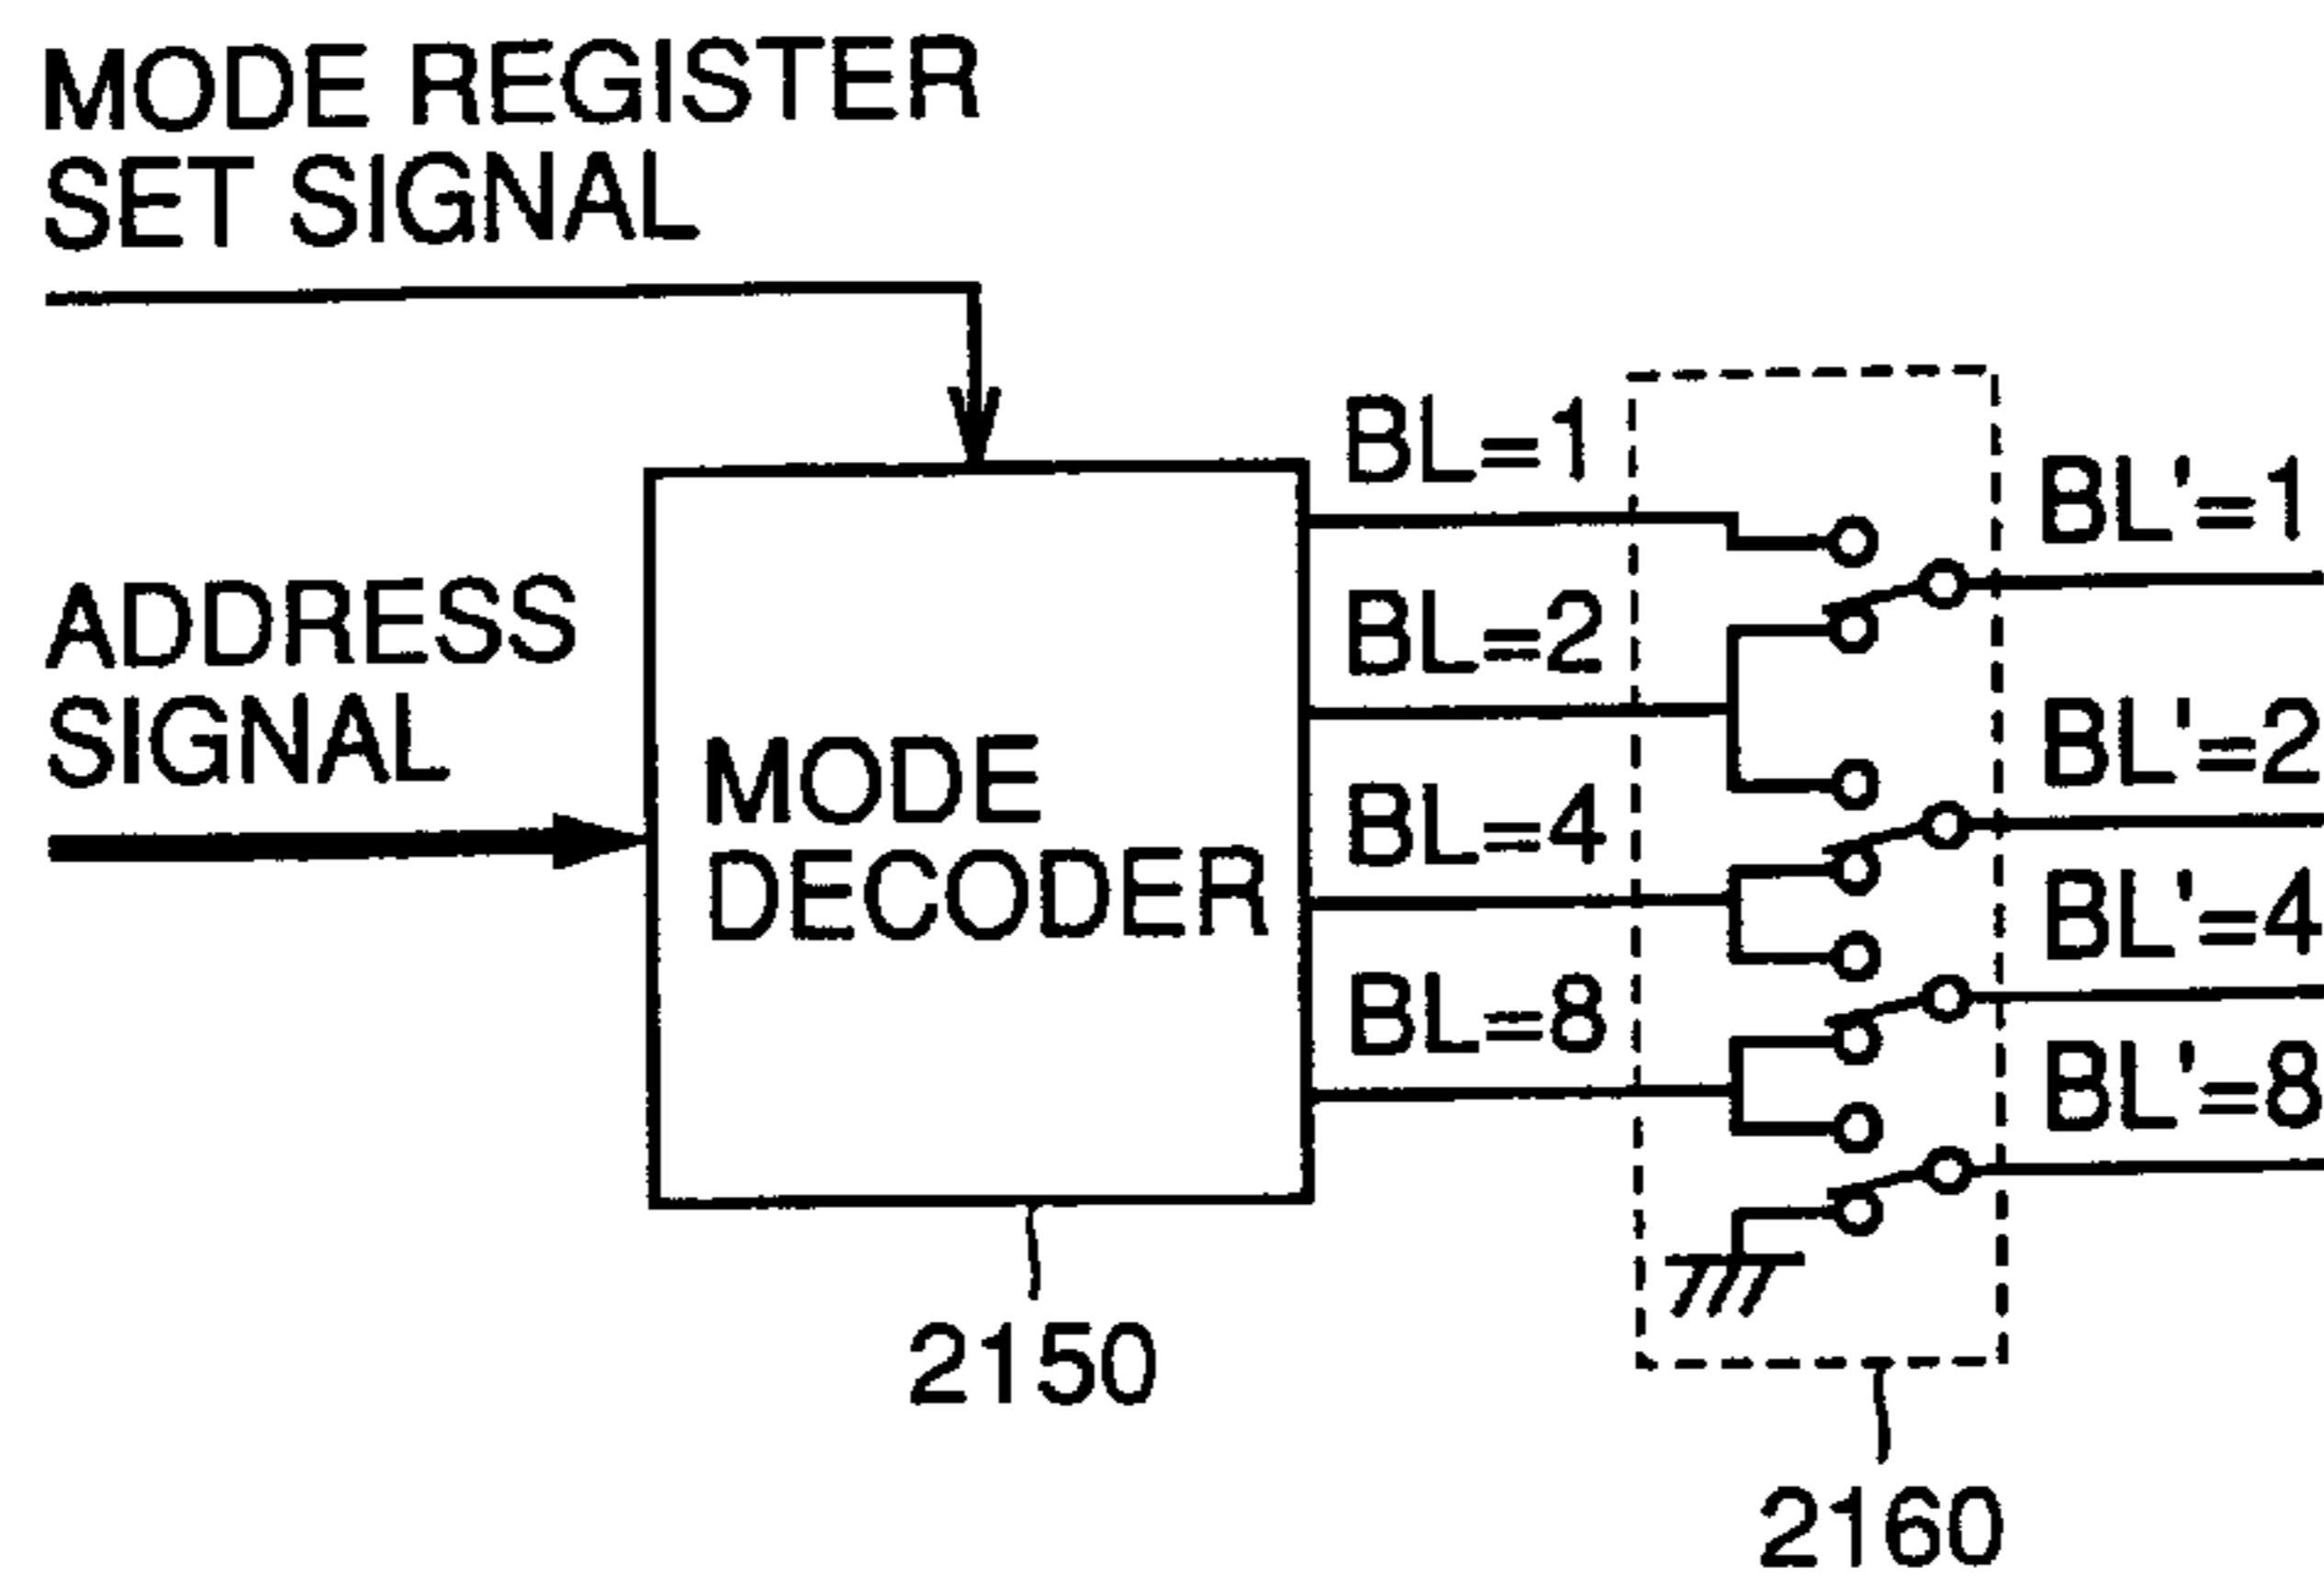 MODE REGISTER
SET SIGNAL
ADDRESS
SIGNAL
MODE
DECODER
BL=1
BL=2
BL=4
BL=8
BL'=1
BL'=2
BL'=4
BL'=8
2150
2160